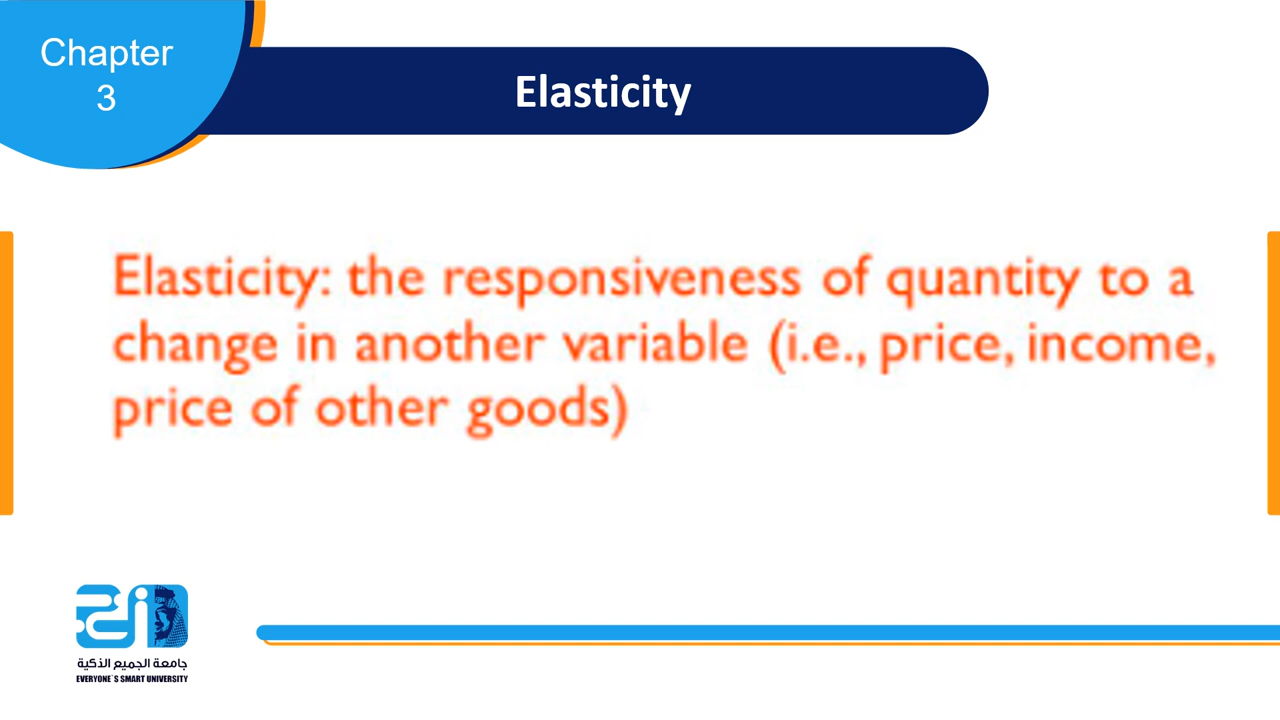 Chapter
3
Elasticity
Elasticity: the responsiveness of quantity to a
change in another variable (i.e., price, income,
price of other goods)
جامعة الجميع الذكية
EVERYONE`S SMART UNIVERSITY